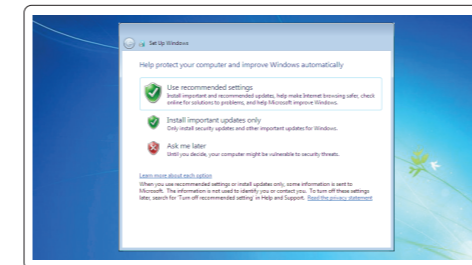 Set Up Windows
Help protect your computer and improve Windows automatically
Use recommended settings
Install important and recommended updates, help make Internet browsing safer, check
online for solutions to problems, and help Microsoft improve Windows.
Install important updates only
Only install security updates and other important updates for Windows.
Ask me later
Until you decide, your computer might be vulnerable to security threats.
Learn more about each option
When you use recommended settings or install updates only, some information is sent to
Microsoft. The information is not used to identify you or contact you. To turn off these settings
later, search for 'Turn off recommended setting' in Help and Support. Read the privacy statement